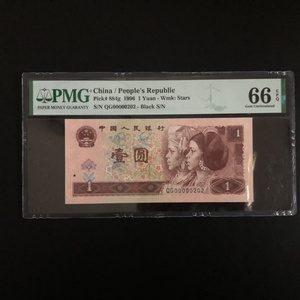 PMG
PAPER MONEY GUARANTY
China / People's Republic
Pick# 884g 1996 1 Yuan - Wmk: Stars
S/N QG00000202 - Black S/N
66 EPQ
Gem Uncirculated
中国人民银行
1
壹圆
1
1
QG00000202